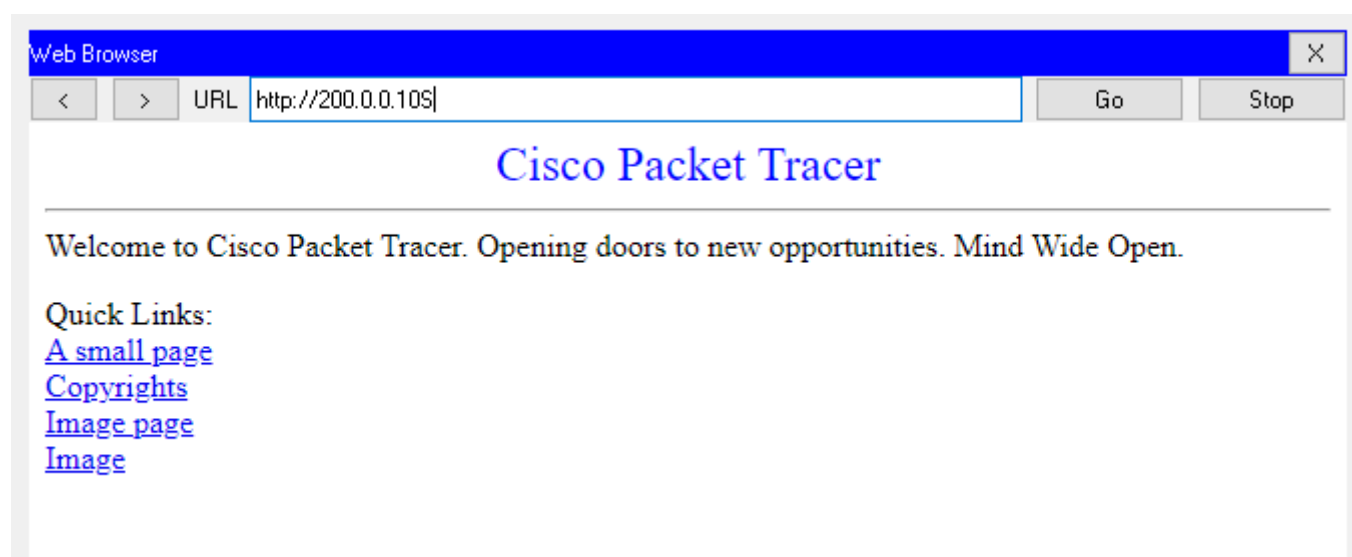 Web Browser X
< > URL http://200.0.0.10S Go Stop
Cisco Packet Tracer
Welcome to Cisco Packet Tracer. Opening doors to new opportunities. Mind Wide Open.
Quick Links:
A small page
Copyrights
Image page
Image